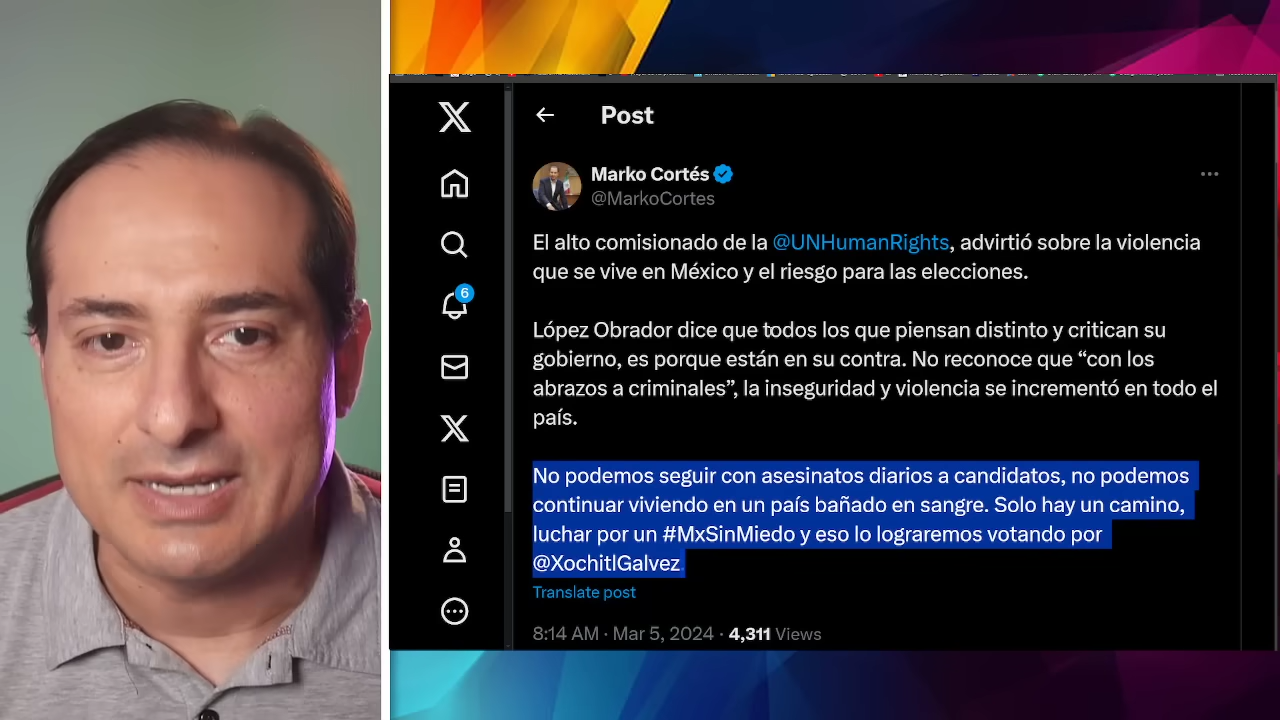 Post
Marko Cortés
@MarkoCortes
El alto comisionado de la @UNHumanRights, advirtió sobre la violencia
que se vive en México y el riesgo para las elecciones.
López Obrador dice que todos los que piensan distinto y critican su
gobierno, es porque están en su contra. No reconoce que “con los
abrazos a criminales”, la inseguridad y violencia se incrementó en todo el
país.
No podemos seguir con asesinatos diarios a candidatos, no podemos
continuar viviendo en un país bañado en sangre. Solo hay un camino,
luchar por un #MxSinMiedo y eso lo lograremos votando por
@XochitlGalvez
Translate post
8:14 AM · Mar 5, 2024 · 4,311 Views
6